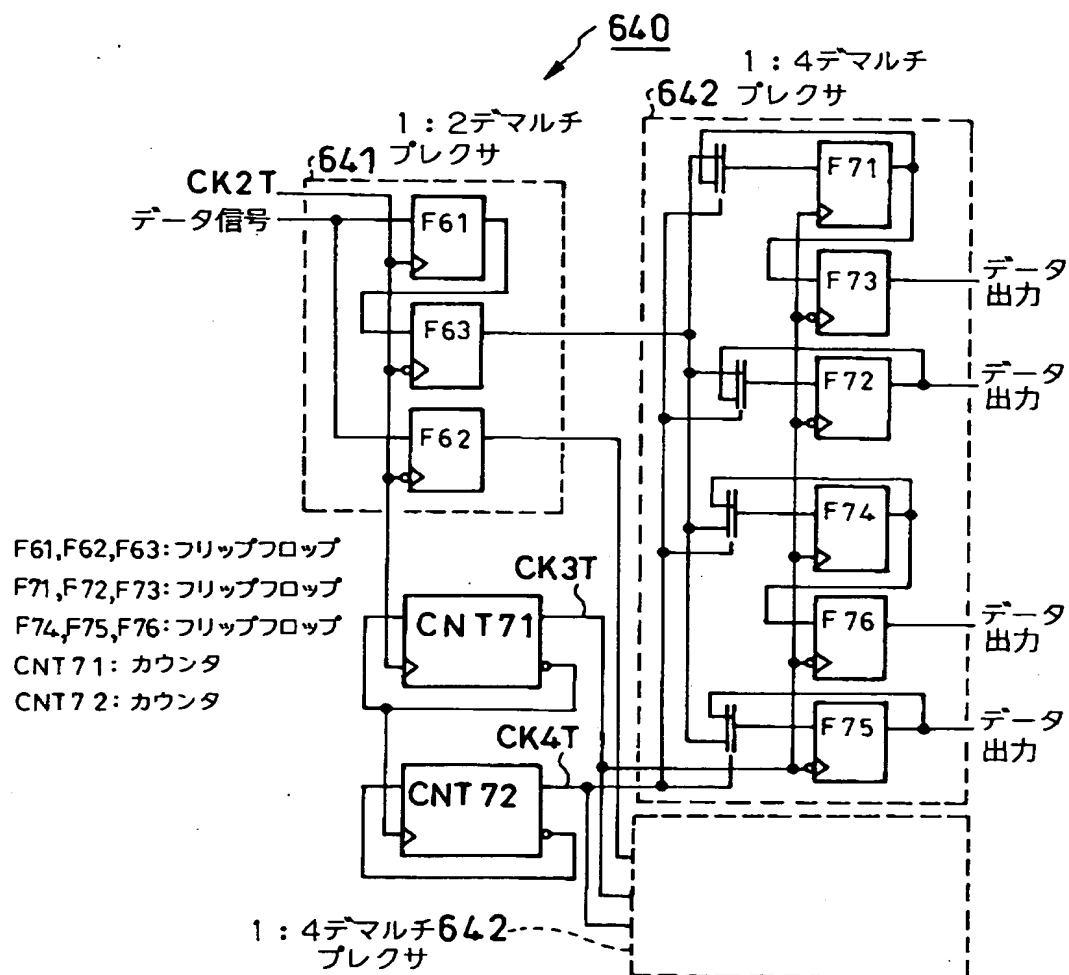 640
1：4デマルチ
642 プレクサ
1：2デマルチ
641 プレクサ
CK2T
データ信号
F61
F63
F62
F71
F73
データ
出力
F72
データ
出力
F74
F76
データ
出力
F75
データ
出力
F61,F62,F63：フリップフロップ
F71,F72,F73：フリップフロップ
F74,F75,F76：フリップフロップ
CNT71：カウンタ
CNT72：カウンタ
CK3T
CNT71
CK4T
CNT72
1：4デマルチ 642
プレクサ